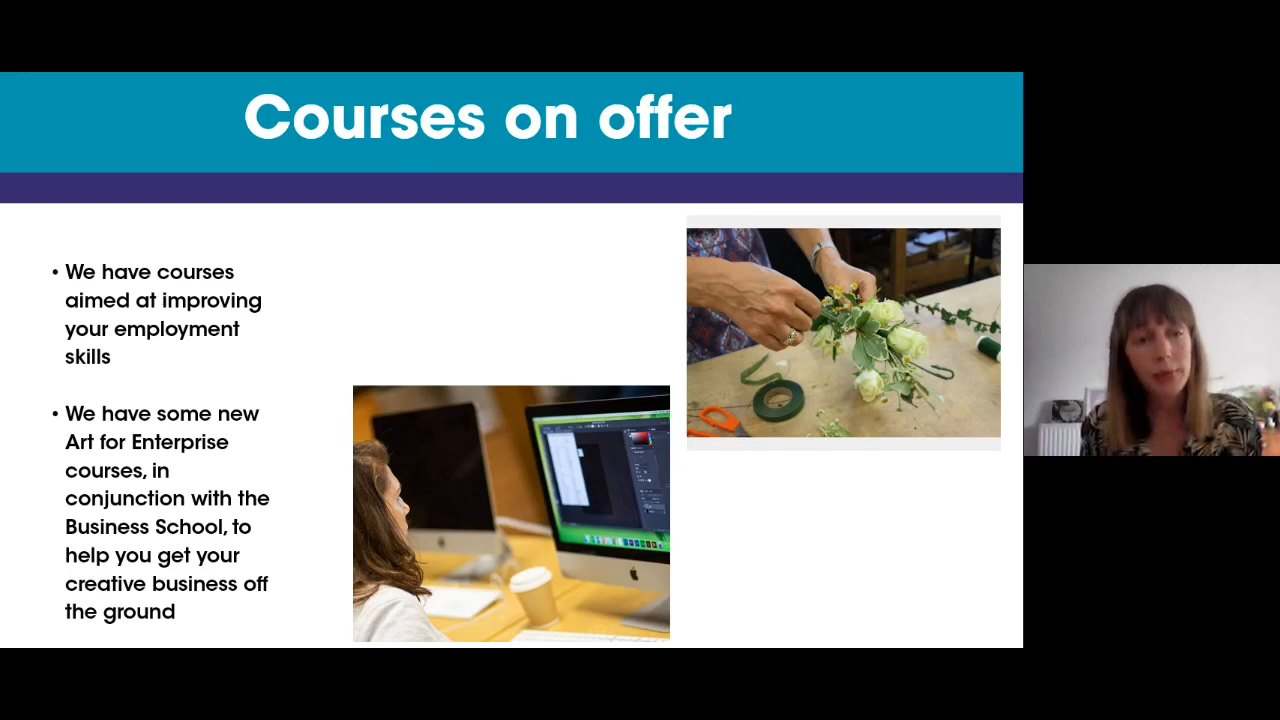 Courses on offer
• We have courses
aimed at improving
your employment
skills
• We have some new
Art for Enterprise
courses, in
conjunction with the
Business School, to
help you get your
creative business off
the ground